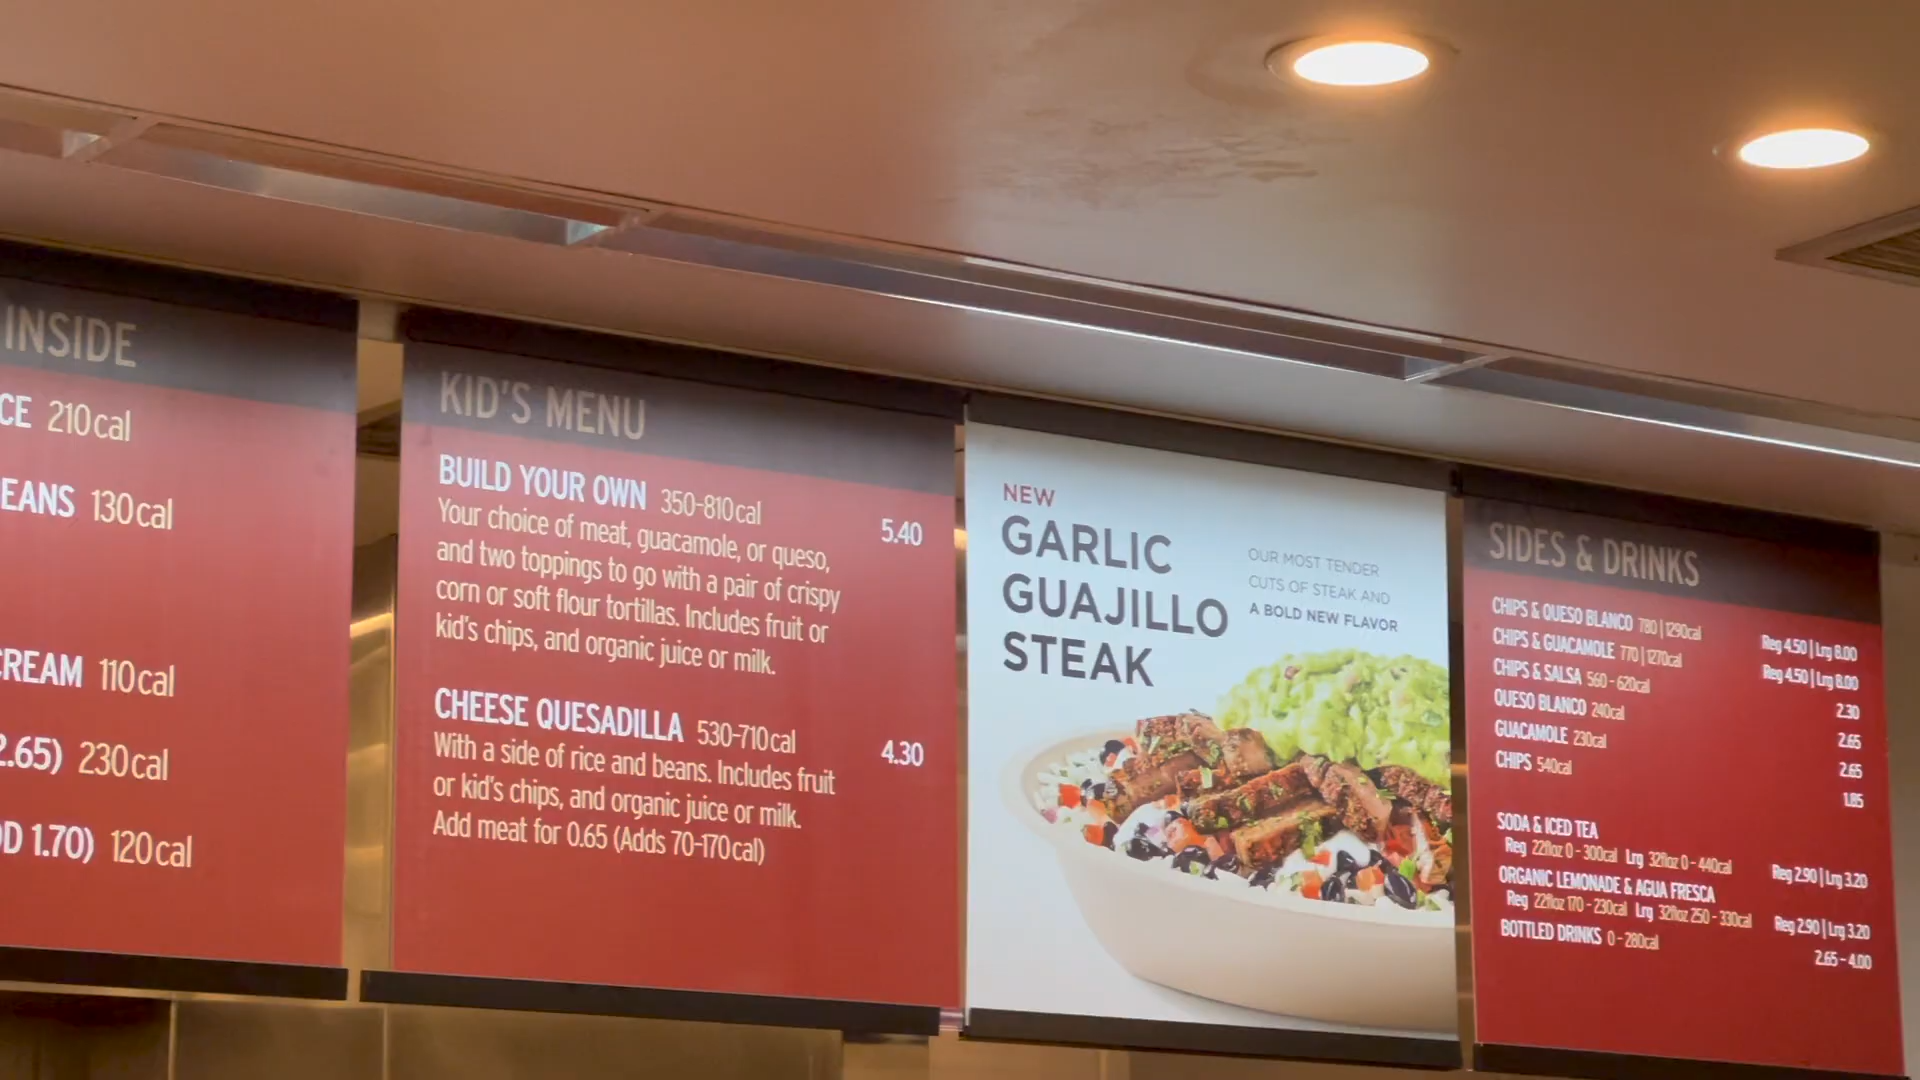 INSIDE
CE 210cal
EANS 130cal
CREAM 110cal
2.65) 230cal
D 1.70) 120cal
KID'S MENU
BUILD YOUR OWN 350-810cal 5.40
Your choice of meat, guacamole, or queso,
and two toppings to go with a pair of crispy
corn or soft flour tortillas. Includes fruit or
kid's chips, and organic juice or milk.
CHEESE QUESADILLA 530-710cal 4.30
With a side of rice and beans. Includes fruit
or kid's chips, and organic juice or milk.
Add meat for 0.65 (Adds 70-170cal)
NEW
GARLIC
GUAJILLO
STEAK
OUR MOST TENDER
CUTS OF STEAK AND
A BOLD NEW FLAVOR
SIDES & DRINKS
CHIPS & QUESO BLANCO 780 | 1290cal Reg 4.50 | Lrg 8.00
CHIPS & GUACAMOLE 770 | 1270cal Reg 4.50 | Lrg 8.00
CHIPS & SALSA 560 - 620cal 2.30
QUESO BLANCO 240cal 2.65
GUACAMOLE 230cal 2.65
CHIPS 540cal 1.85
SODA & ICED TEA
Reg 22floz 0 - 300cal Lrg 32floz 0 - 440cal Reg 2.90 | Lrg 3.20
ORGANIC LEMONADE & AGUA FRESCA
Reg 22floz 170 - 230cal Lrg 32floz 250 - 330cal Reg 2.90 | Lrg 3.20
BOTTLED DRINKS 0 - 280cal 2.65 - 4.00